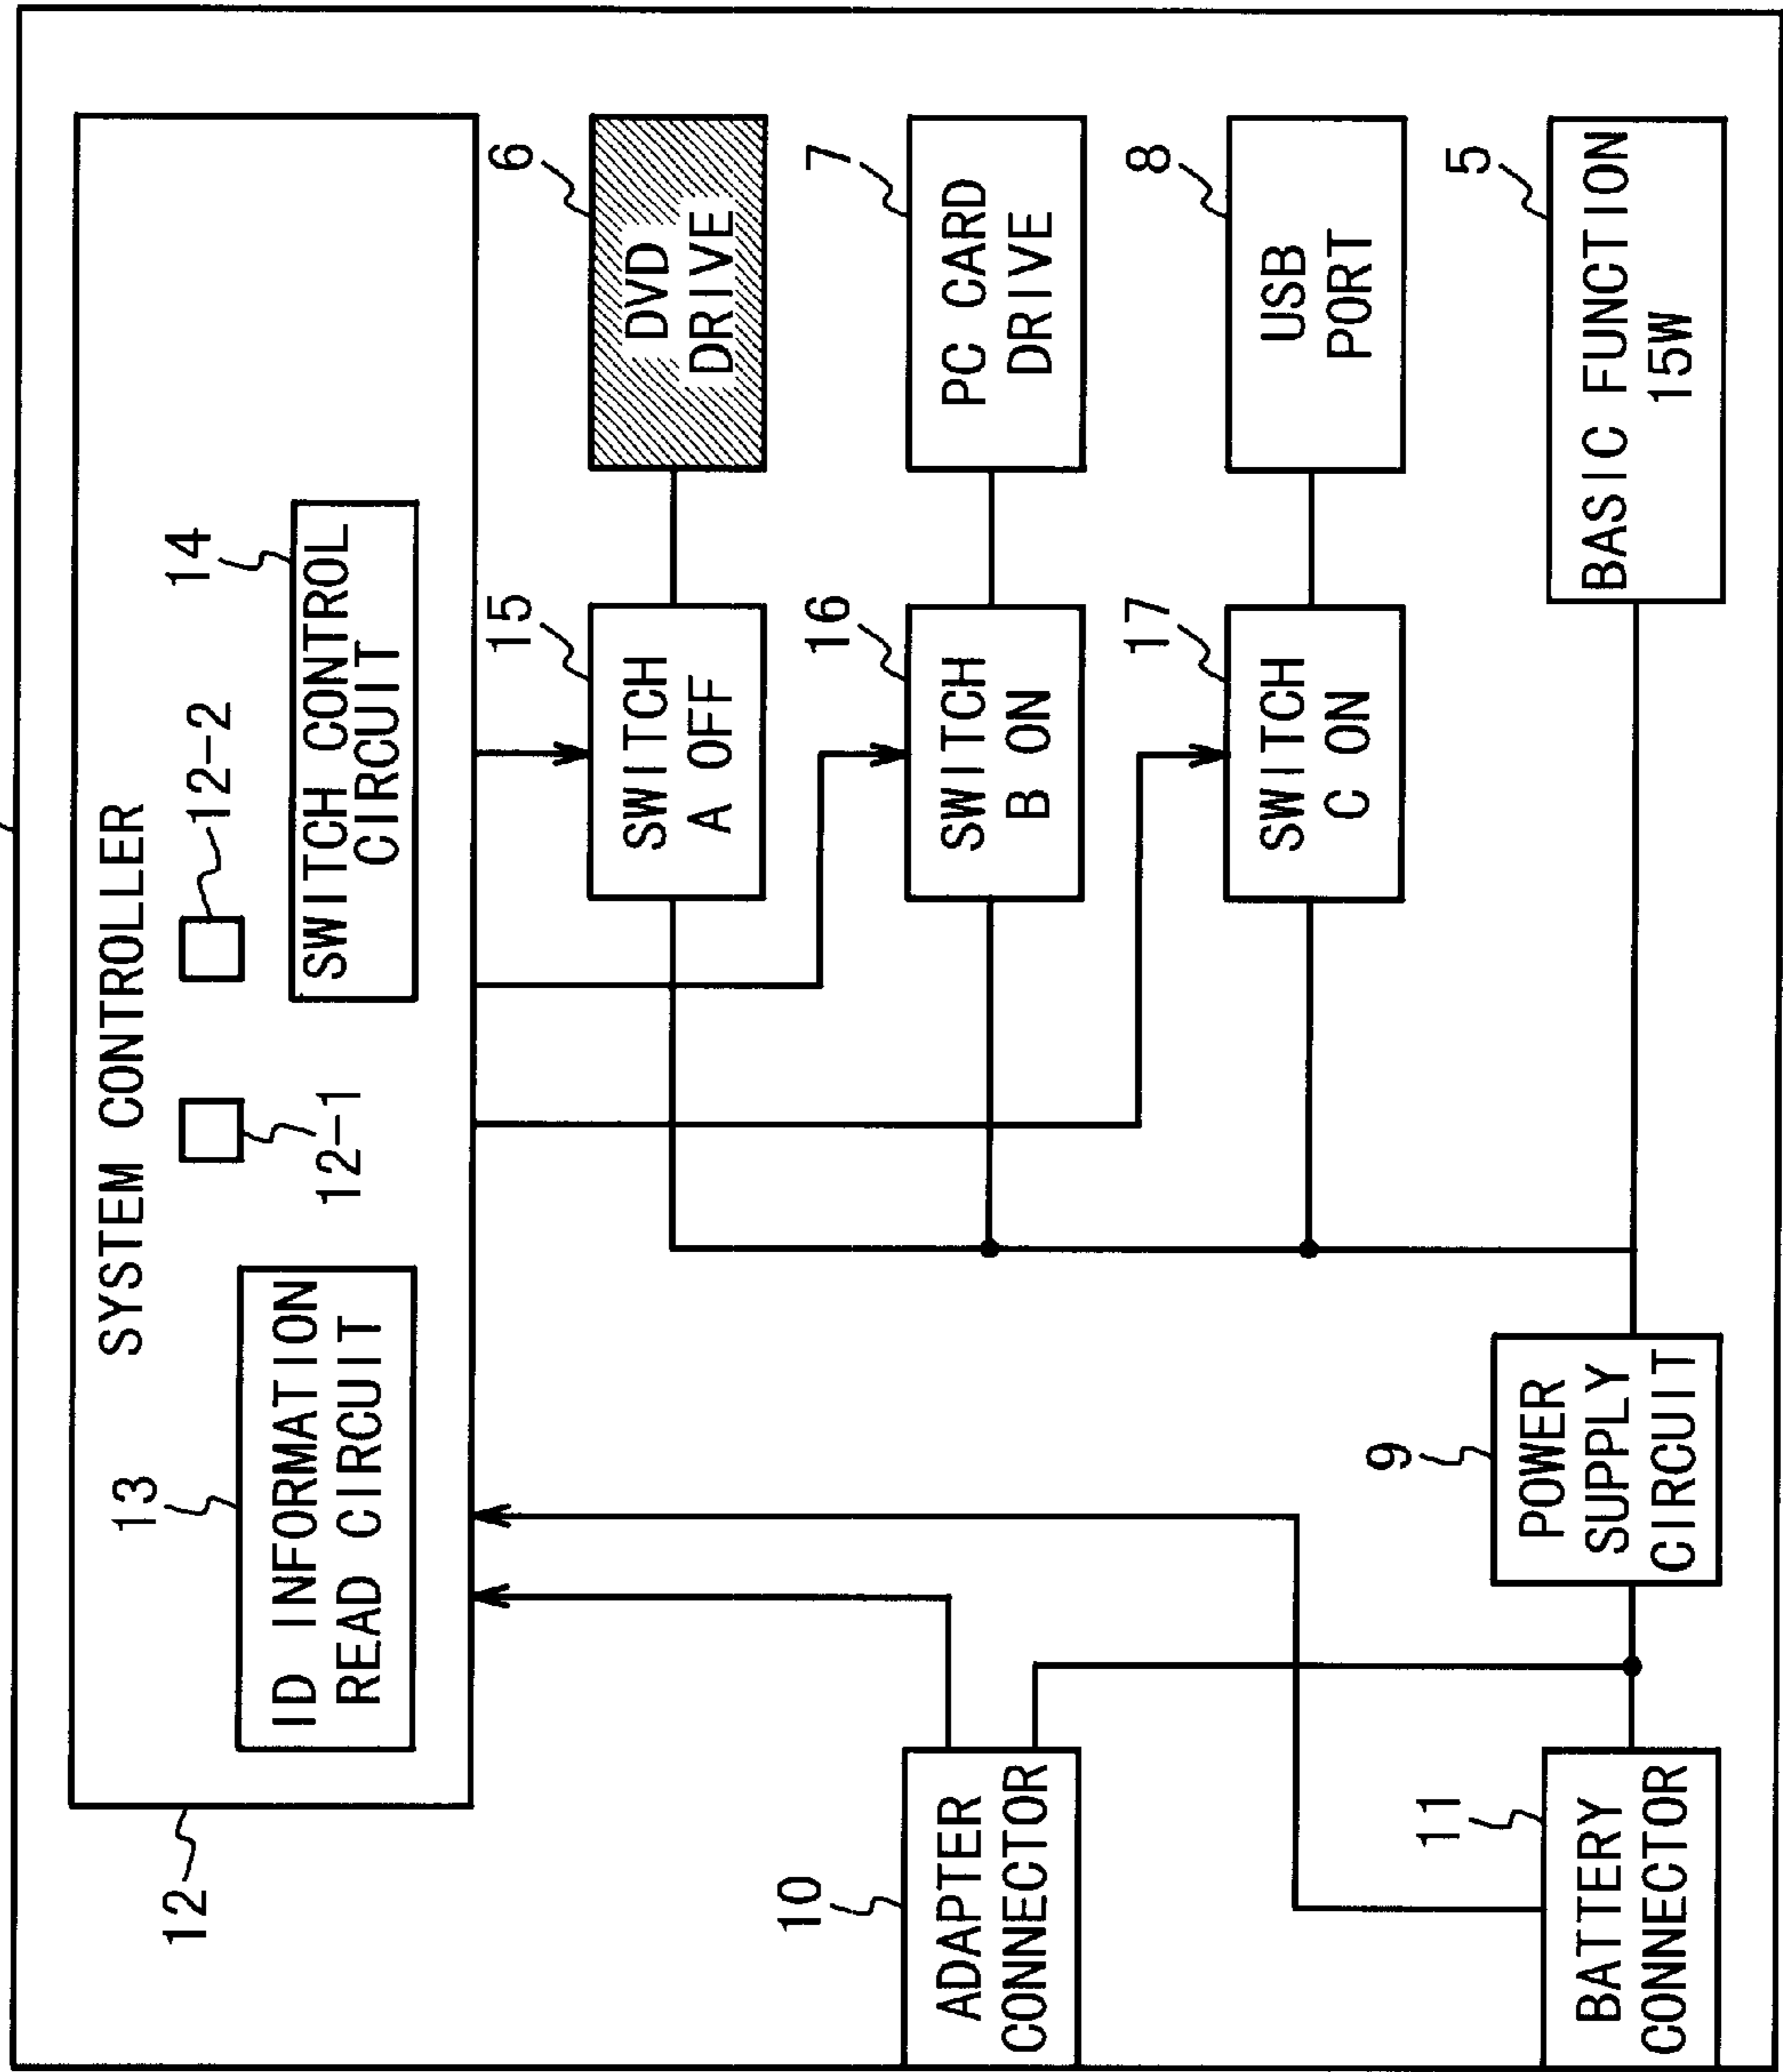 SYSTEM CONTROLLER
12
13
ID INFORMATION
READ CIRCUIT
12-1
12-2
14
SWITCH CONTROL
CIRCUIT
15
SWITCH
A OFF
6
DVD
DRIVE
10
ADAPTER
CONNECTOR
16
SWITCH
B ON
7
PC CARD
DRIVE
17
SWITCH
C ON
8
USB
PORT
11
BATTERY
CONNECTOR
9
POWER
SUPPLY
CIRCUIT
5
BASIC FUNCTION
15W